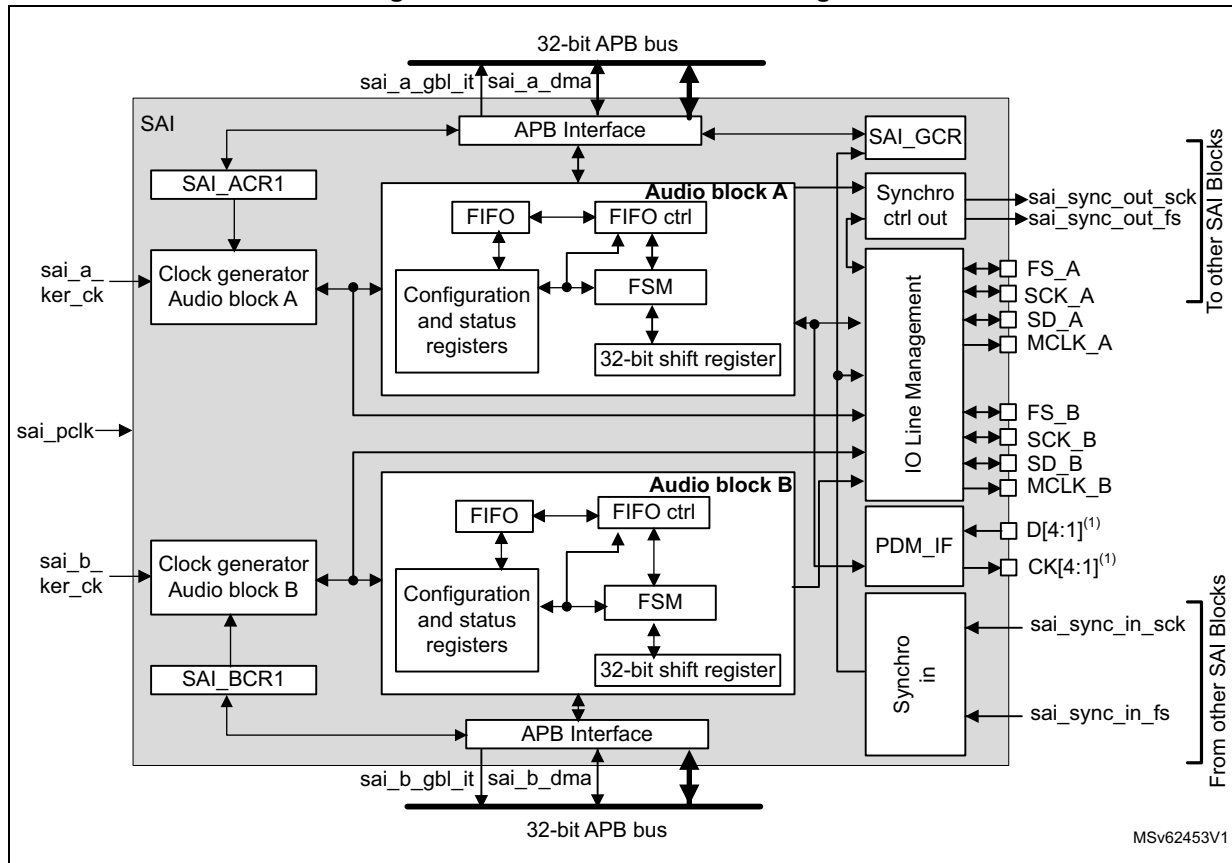 32-bit APB bus
sai_a_gbl_it
sai_a_dma
SAI
APB Interface
SAI_GCR
SAI_ACR1
Audio block A
Synchro
ctrl out
sai_sync_out_sck
sai_sync_out_fs
To other SAI Blocks
FIFO
FIFO ctrl
sai_a_
ker_ck
Clock generator
Audio block A
Configuration
and status
registers
FSM
32-bit shift register
IO Line Management
FS_A
SCK_A
SD_A
MCLK_A
sai_pclk
FS_B
SCK_B
SD_B
MCLK_B
Audio block B
FIFO
FIFO ctrl
PDM_IF
D[4:1](1)
CK[4:1](1)
sai_b_
ker_ck
Clock generator
Audio block B
Configuration
and status
registers
FSM
32-bit shift register
SAI_BCR1
Synchro
in
sai_sync_in_sck
sai_sync_in_fs
From other SAI Blocks
APB Interface
sai_b_gbl_it
sai_b_dma
32-bit APB bus
MSv62453V1